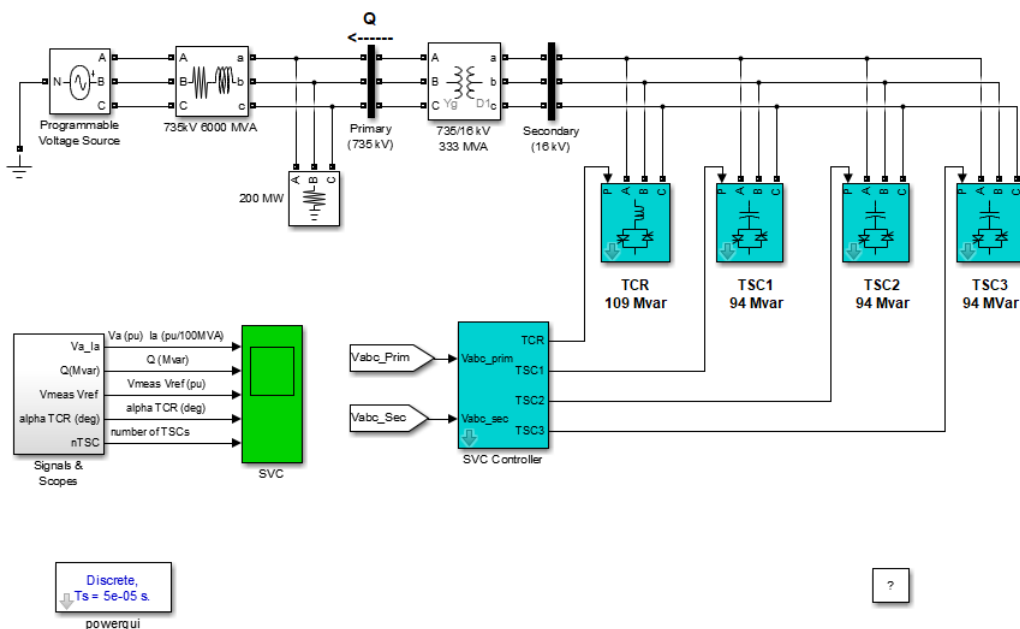 Q
<------
N
A
B
C
Programmable
Voltage Source
A
B
C
a
b
c
735kV 6000 MVA
A B C
200 MW
Primary
(735 kV)
A
B
C
a
b
c
Yg D1
735/16 kV
333 MVA
Secondary
(16 kV)
P A B C
TCR
109 Mvar
P A B C
TSC1
94 Mvar
P A B C
TSC2
94 Mvar
P A B C
TSC3
94 MVar
Va_Ia
Q(Mvar)
Vmeas Vref
alpha TCR (deg)
nTSC
Signals &
Scopes
Va (pu) Ia (pu/100MVA)
Q (Mvar)
Vmeas Vref (pu)
alpha TCR (deg)
number of TSCs
SVC
Vabc_Prim
Vabc_Sec
Vabc_prim
Vabc_sec
TCR
TSC1
TSC2
TSC3
SVC Controller
Discrete,
Ts = 5e-05 s.
powergui
?